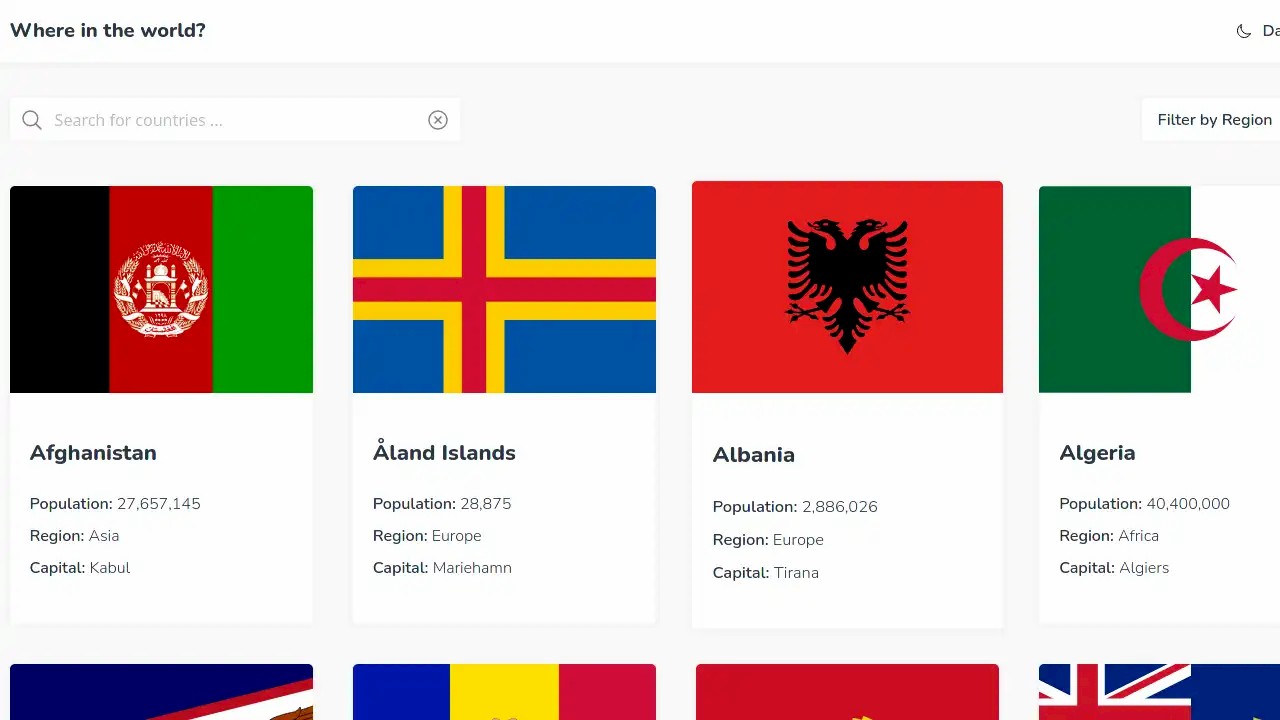 Where in the world?
Da
Search for countries ...
Filter by Region
Afghanistan
Population: 27,657,145
Region: Asia
Capital: Kabul
Åland Islands
Population: 28,875
Region: Europe
Capital: Mariehamn
Albania
Population: 2,886,026
Region: Europe
Capital: Tirana
Algeria
Population: 40,400,000
Region: Africa
Capital: Algiers